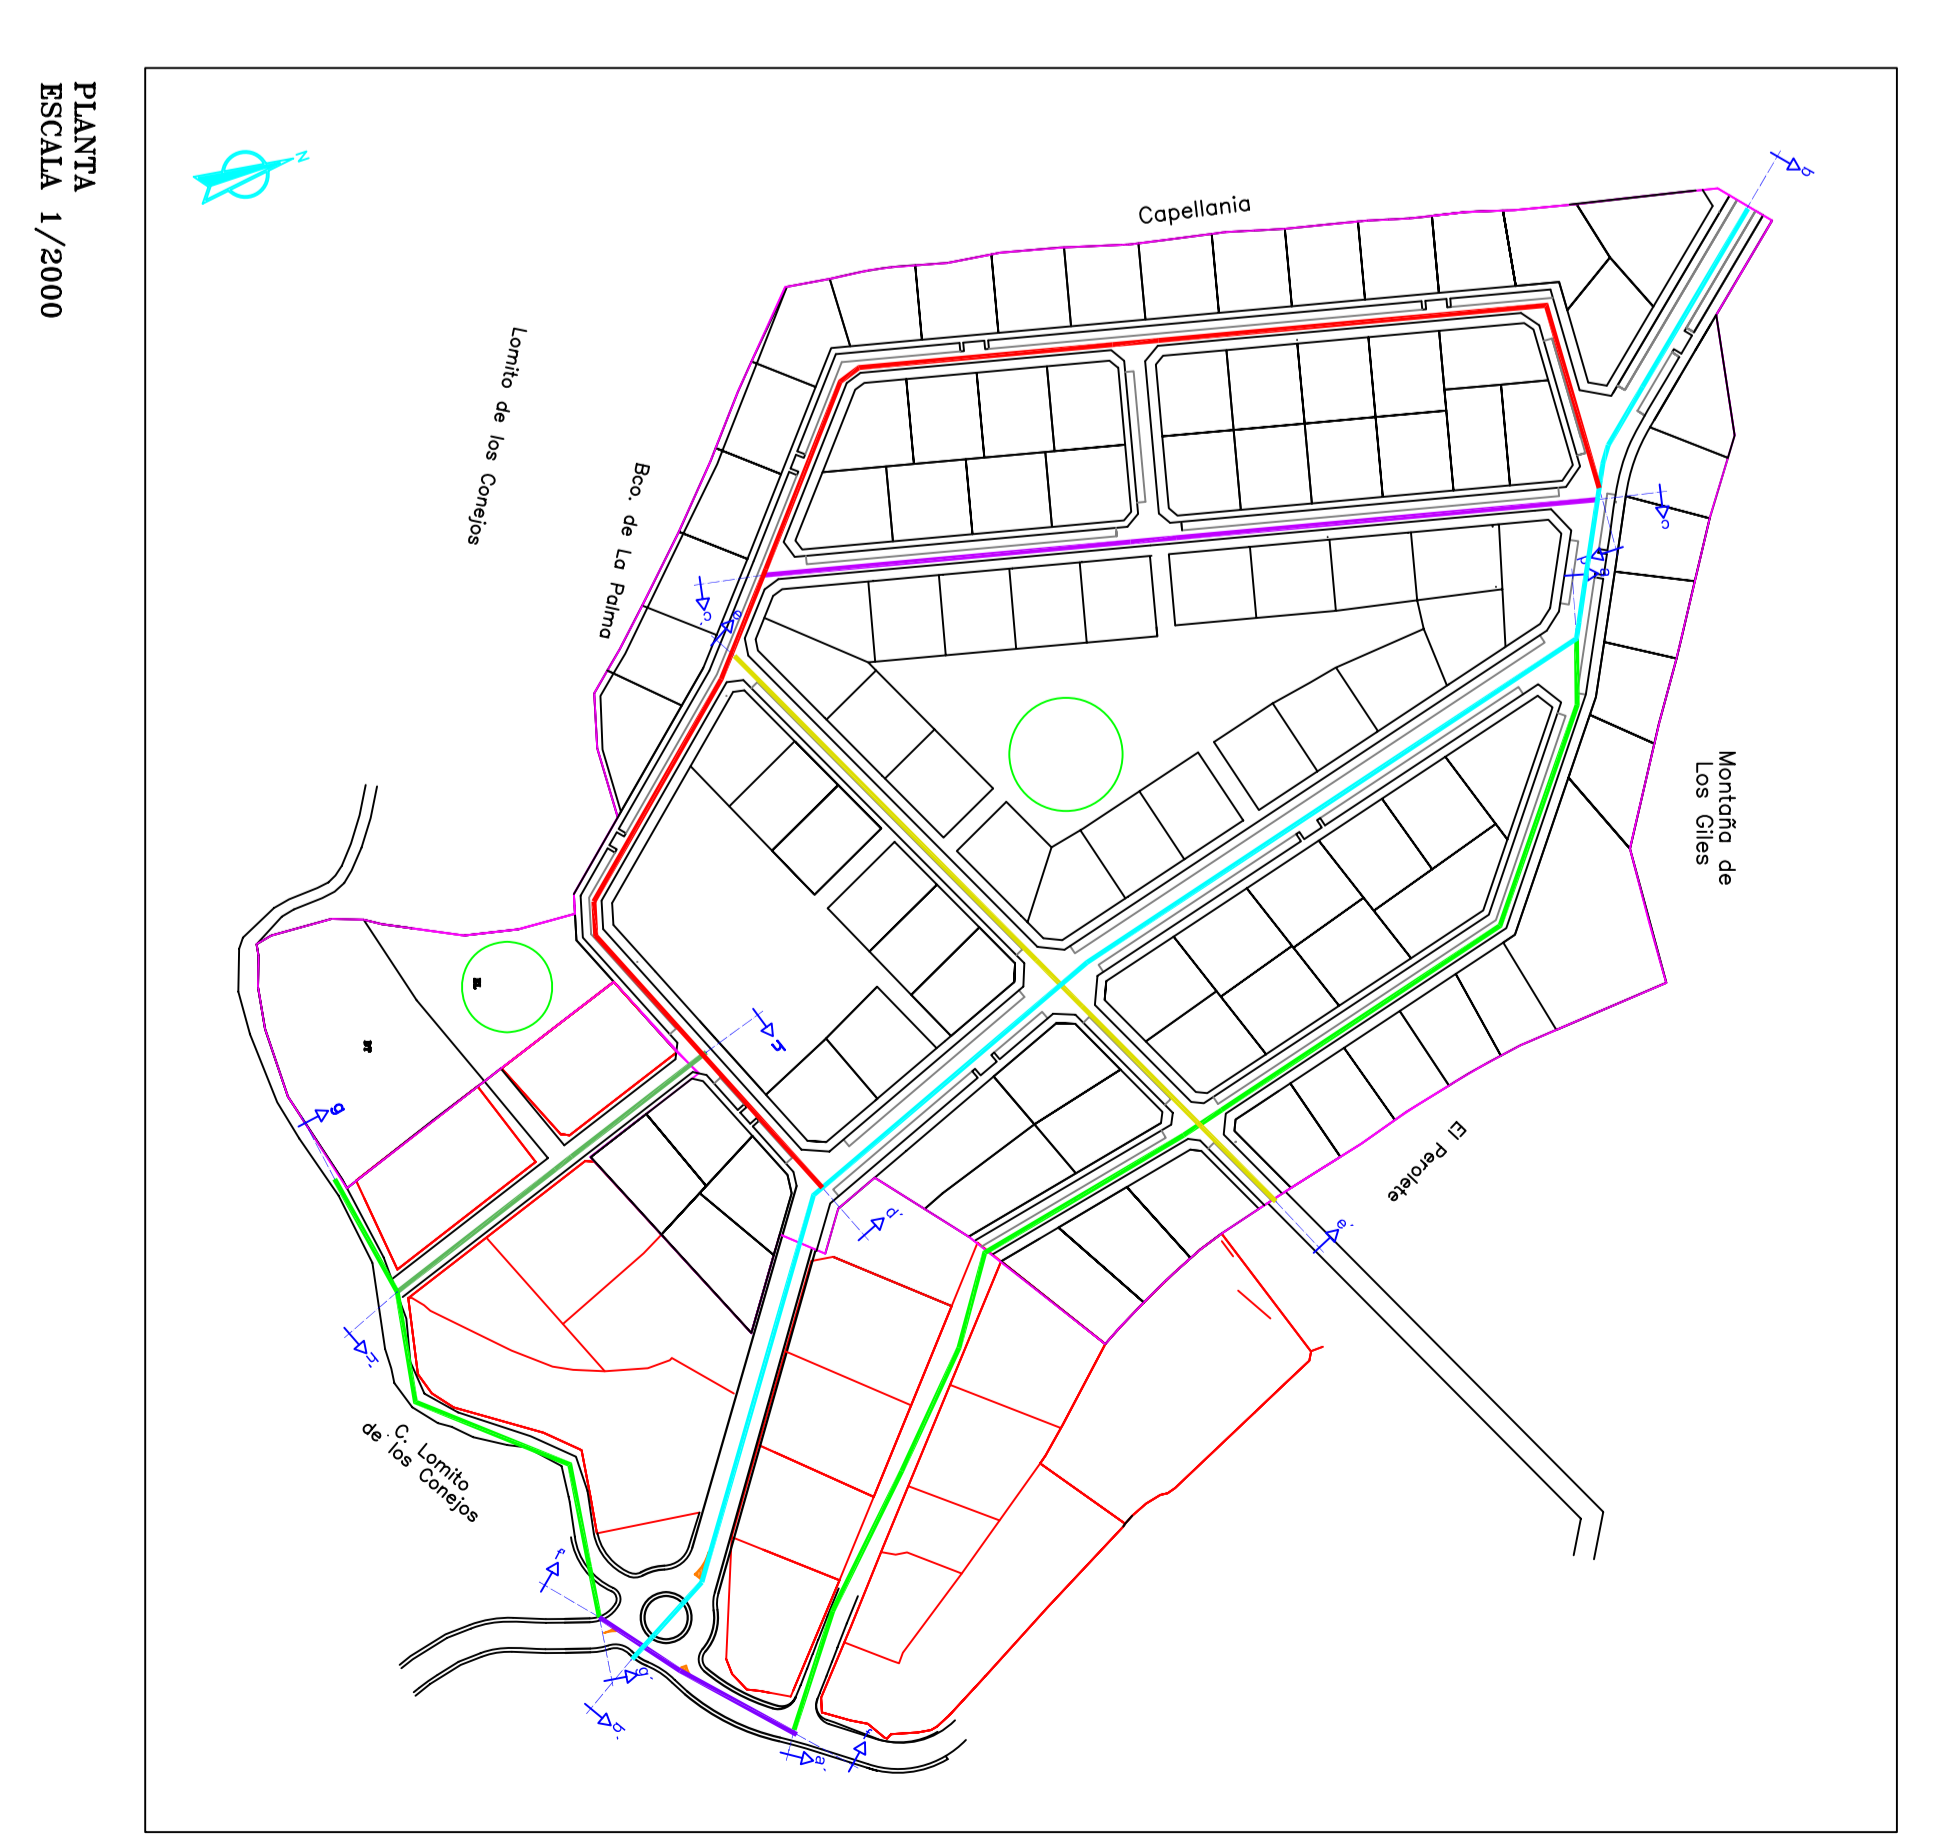 PLANTA
ESCALA 1/2000
N
Capellania
b
Lomito de los Conejos
Bco. de La Palma
c
c'
e
d
a
Montaña de
Los Giles
h
g
El Perolete
d'
e'
h'
C. Lomito
de los Conejos
f
g'
b'
f'
a'